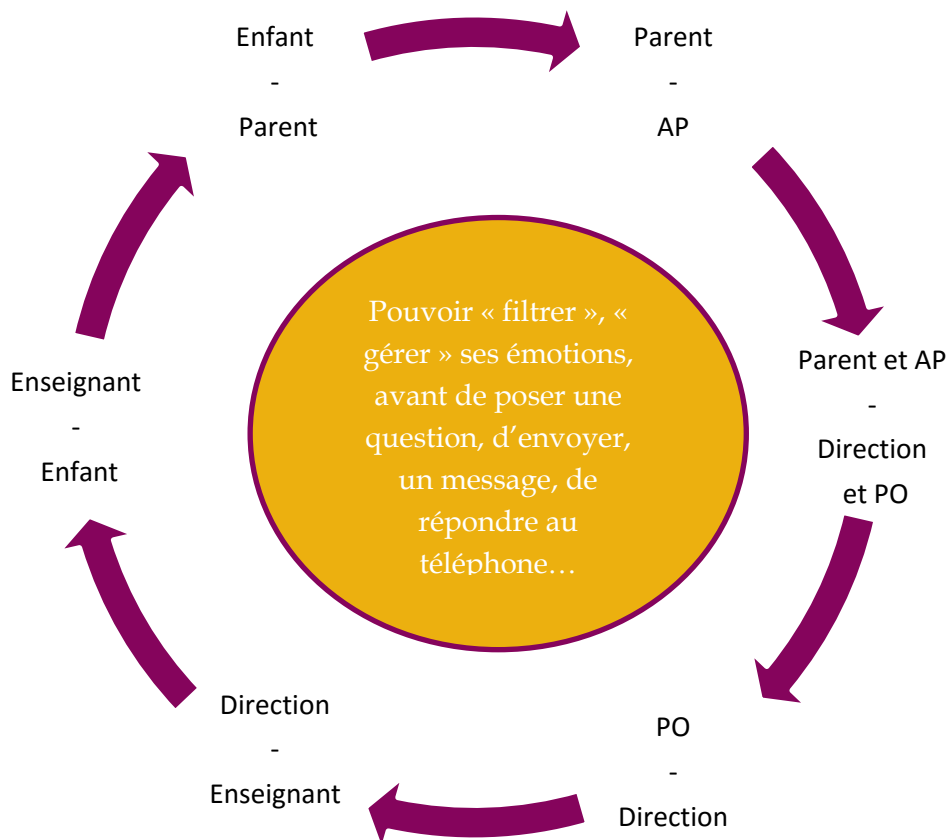 Enfant
-
Parent
Parent
-
AP
Parent et AP
-
Direction
et PO
PO
-
Direction
Direction
-
Enseignant
Enseignant
-
Enfant
Pouvoir « filtrer », «
gérer » ses émotions,
avant de poser une
question, d’envoyer,
un message, de
répondre au
téléphone…